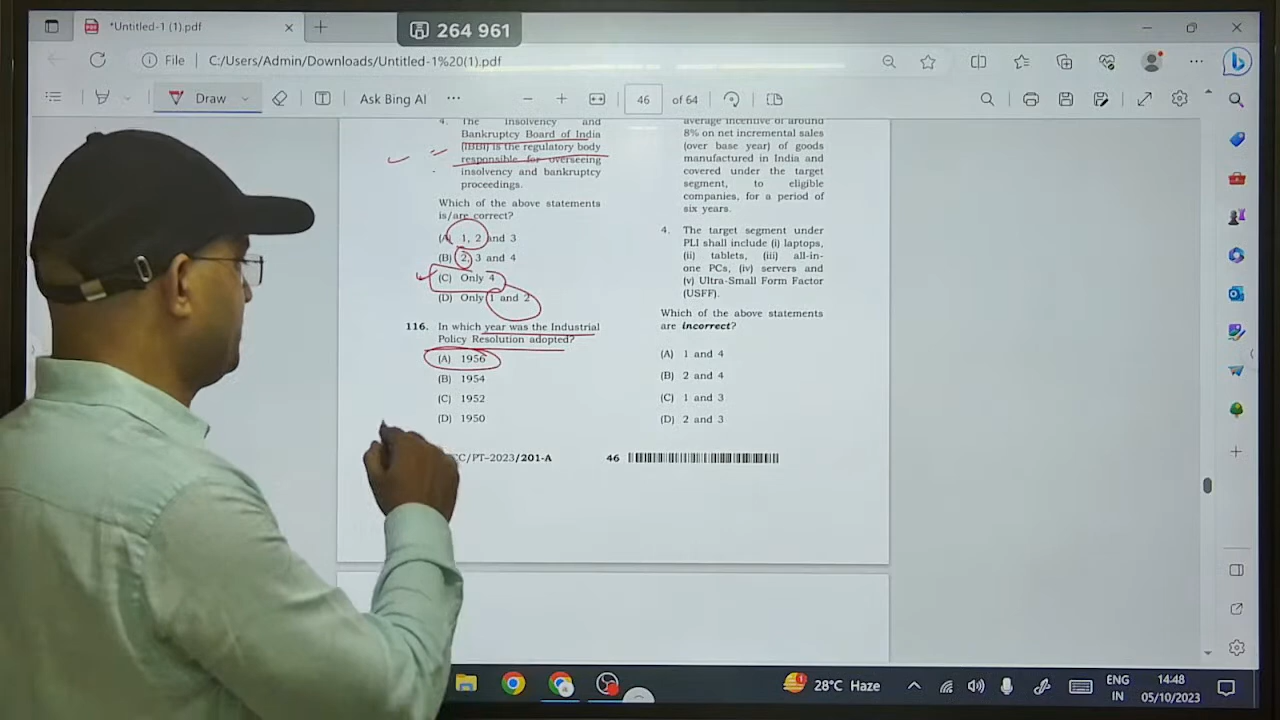 *Untitled-1 (1).pdf
264 961
File
C:/Users/Admin/Downloads/Untitled-1%20(1).pdf
Draw
Ask Bing AI
46
of 64
4. The Insolvency and
Bankruptcy Board of India
(IBBI) is the regulatory body
responsible for overseeing
insolvency and bankruptcy
proceedings.
Which of the above statements
is/are correct?
(A) 1, 2 and 3
(B) 2, 3 and 4
(C) Only 4
(D) Only 1 and 2
116. In which year was the Industrial
Policy Resolution adopted?
(A) 1956
(B) 1954
(C) 1952
(D) 1950
average incentive of around
8% on net incremental sales
(over base year) of goods
manufactured in India and
covered under the target
segment, to eligible
companies, for a period of
six years.
4. The target segment under
PLI shall include (i) laptops,
(ii) tablets, (iii) all-in-
one PCs, (iv) servers and
(v) Ultra-Small Form Factor
(USFF).
Which of the above statements
are incorrect?
(A) 1 and 4
(B) 2 and 4
(C) 1 and 3
(D) 2 and 3
/PT–2023/201-A
46
1
28°C Haze
ENG
IN
14:48
05/10/2023